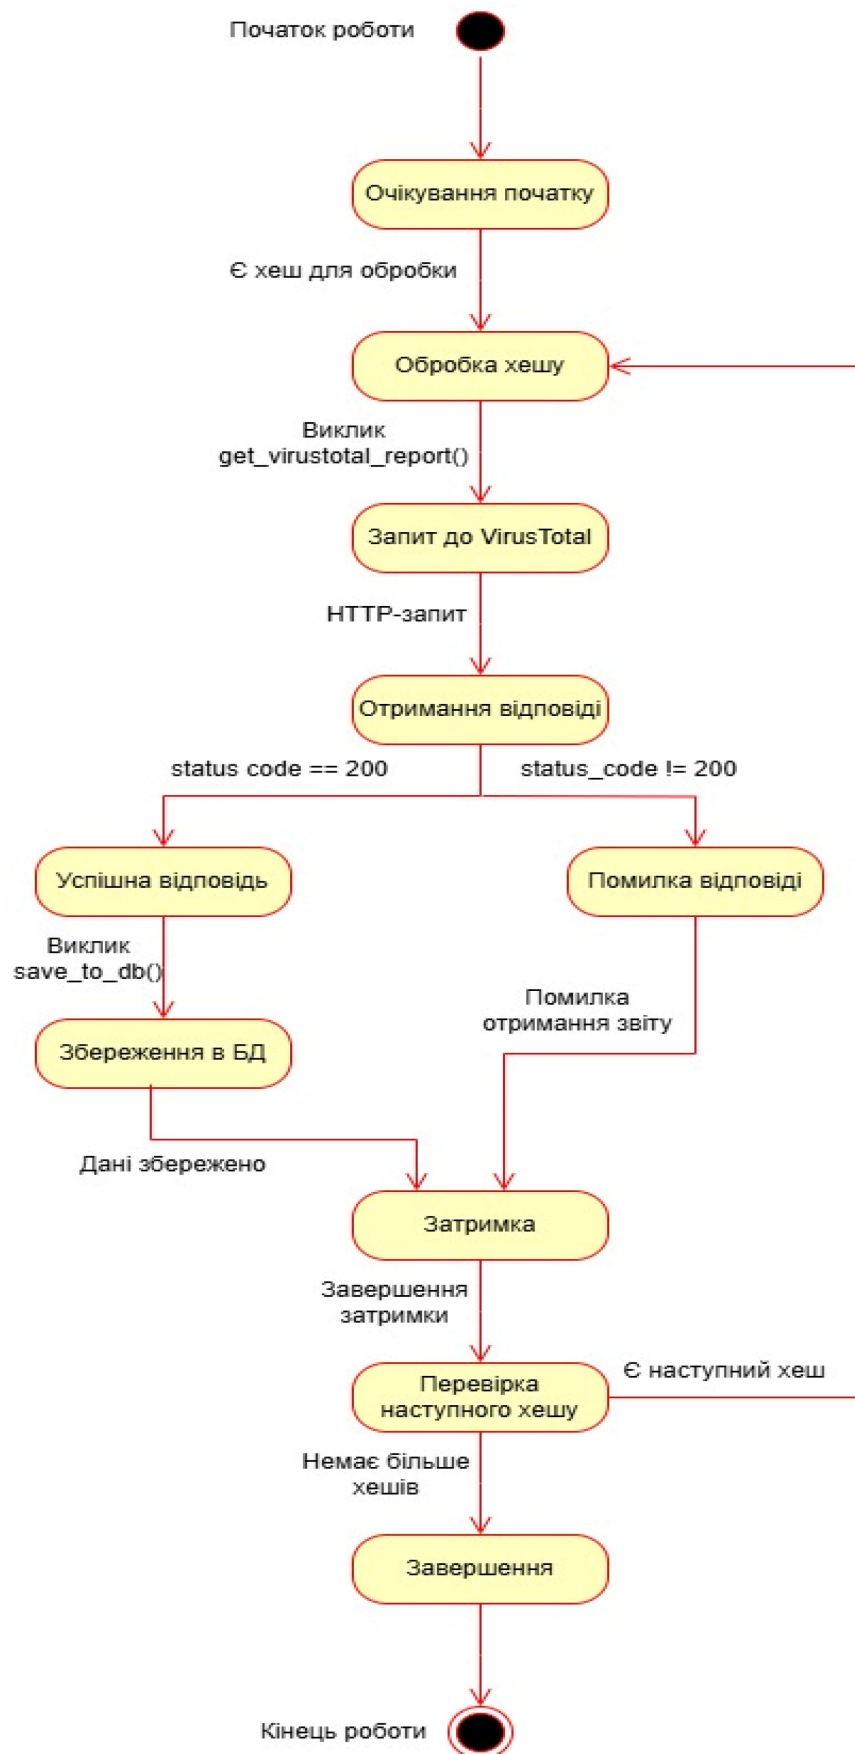 Початок роботи
Очікування початку
Є хеш для обробки
Обробка хешу
Виклик
get_virustotal_report()
Запит до VirusTotal
HTTP-запит
Отримання відповіді
status code == 200
status_code != 200
Успішна відповідь
Помилка відповіді
Виклик
save_to_db()
Помилка
отримання звіту
Збереження в БД
Дані збережено
Затримка
Завершення
затримки
Перевірка
наступного хешу
Є наступний хеш
Немає більше
хешів
Завершення
Кінець роботи